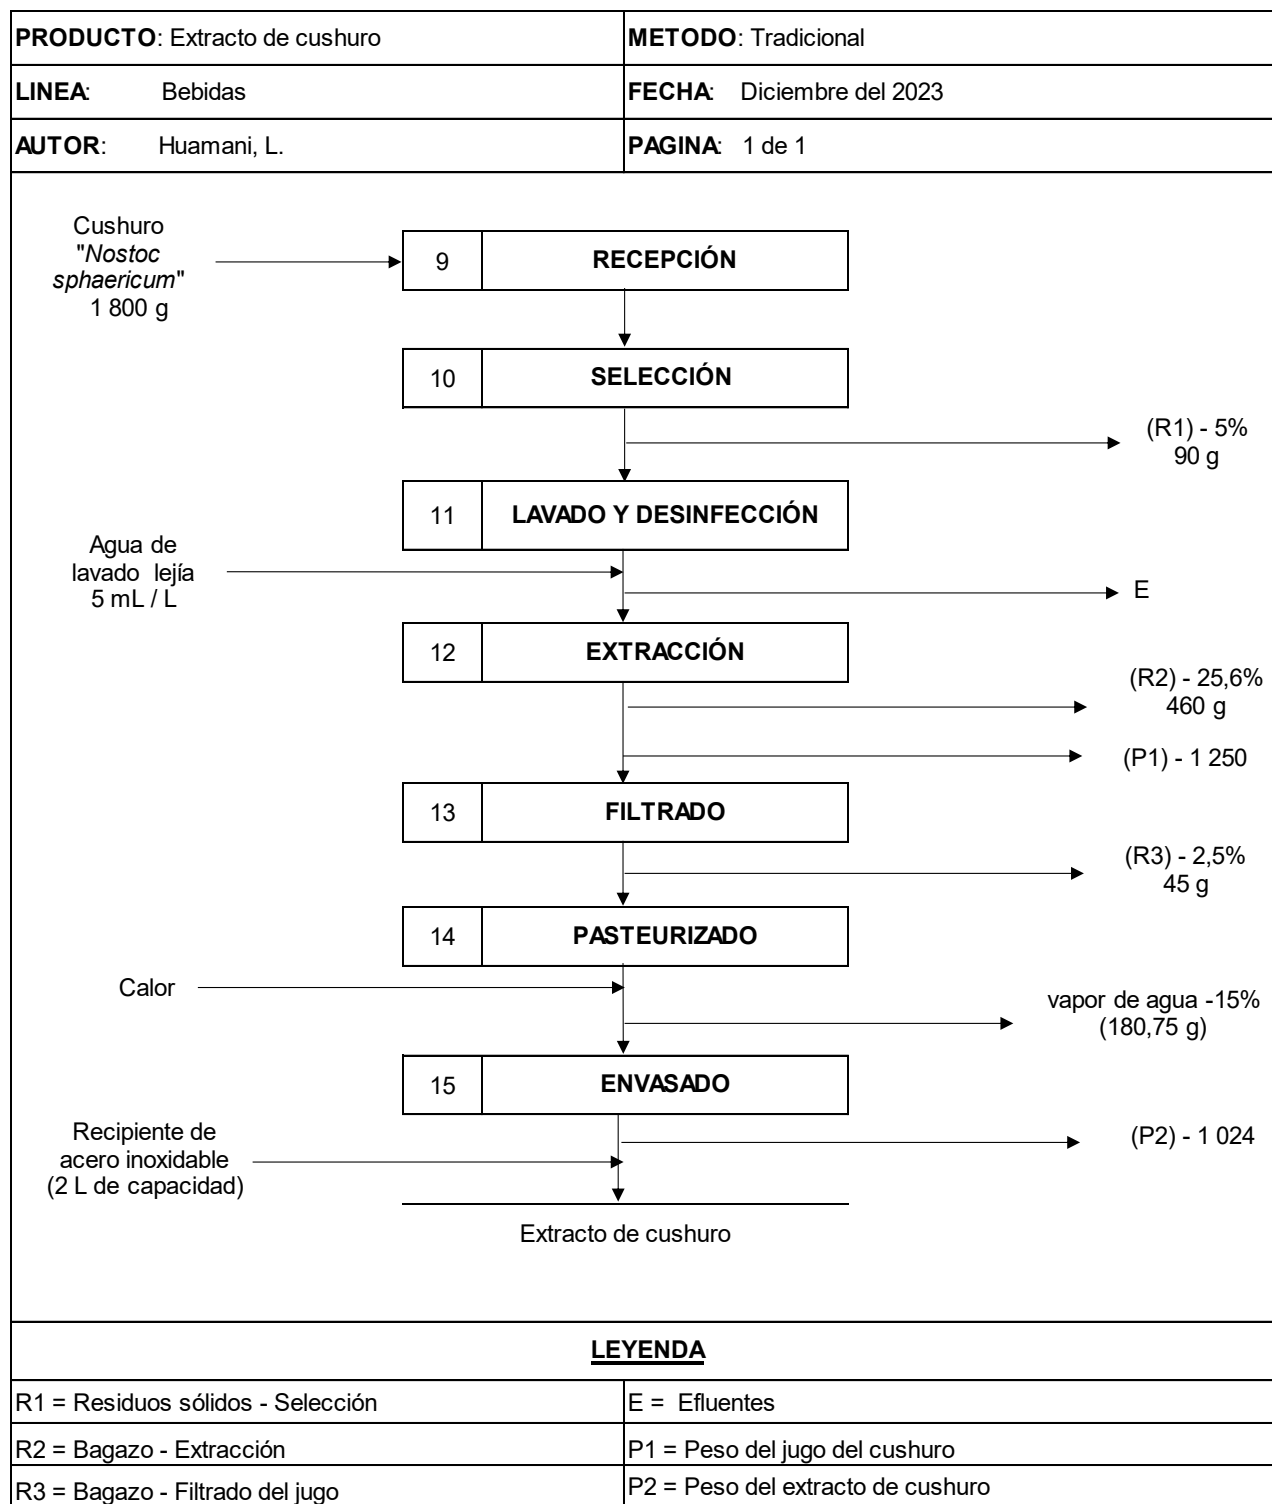 PRODUCTO: Extracto de cushuro
METODO: Tradicional
LINEA: Bebidas
FECHA: Diciembre del 2023
AUTOR: Huamani, L.
PAGINA: 1 de 1
Cushuro
"Nostoc
sphaericum"
1 800 g
9 RECEPCIÓN
10 SELECCIÓN
(R1) - 5%
90 g
11 LAVADO Y DESINFECCIÓN
Agua de
lavado lejía
5 mL / L
E
12 EXTRACCIÓN
(R2) - 25,6%
460 g
(P1) - 1 250
13 FILTRADO
(R3) - 2,5%
45 g
14 PASTEURIZADO
Calor
vapor de agua -15%
(180,75 g)
15 ENVASADO
Recipiente de
acero inoxidable
(2 L de capacidad)
(P2) - 1 024
Extracto de cushuro
LEYENDA
R1 = Residuos sólidos - Selección
E = Efluentes
R2 = Bagazo - Extracción
P1 = Peso del jugo del cushuro
R3 = Bagazo - Filtrado del jugo
P2 = Peso del extracto de cushuro